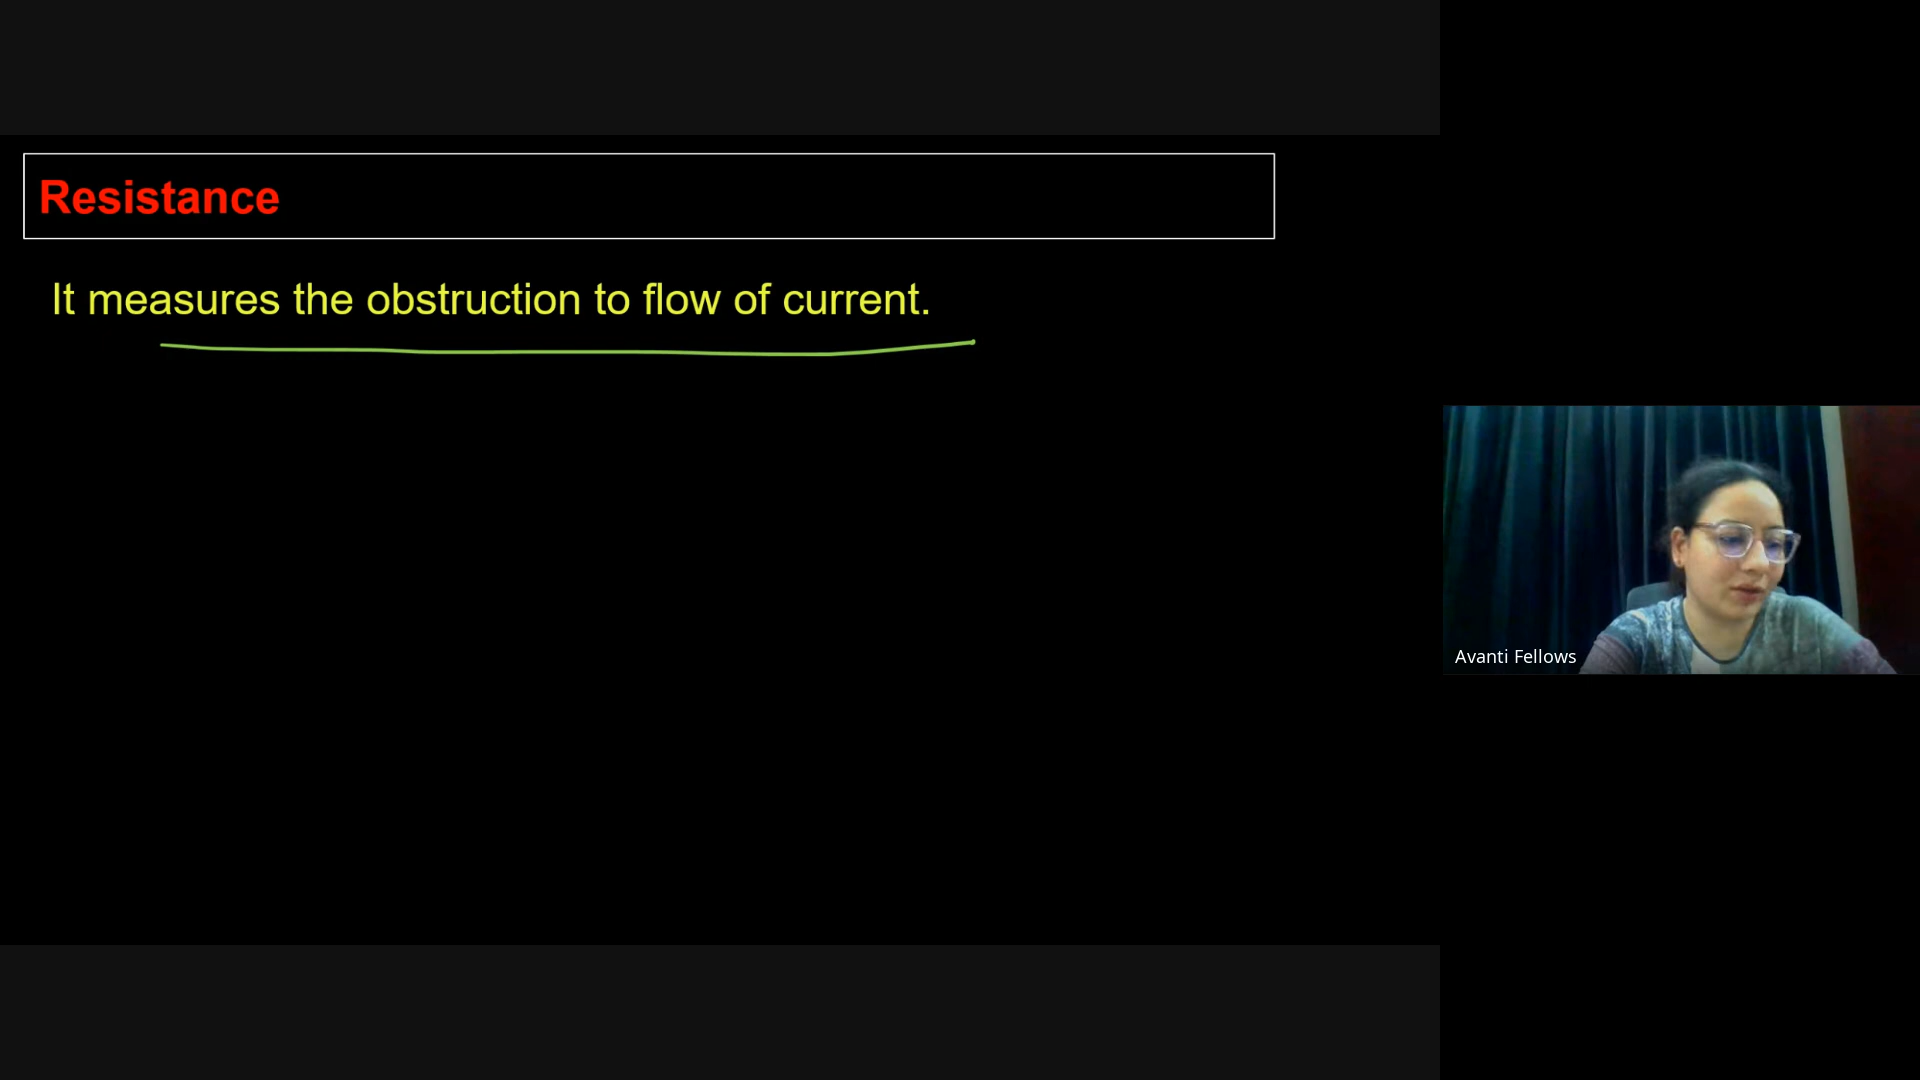 Resistance
It measures the obstruction to flow of current.
Avanti Fellows